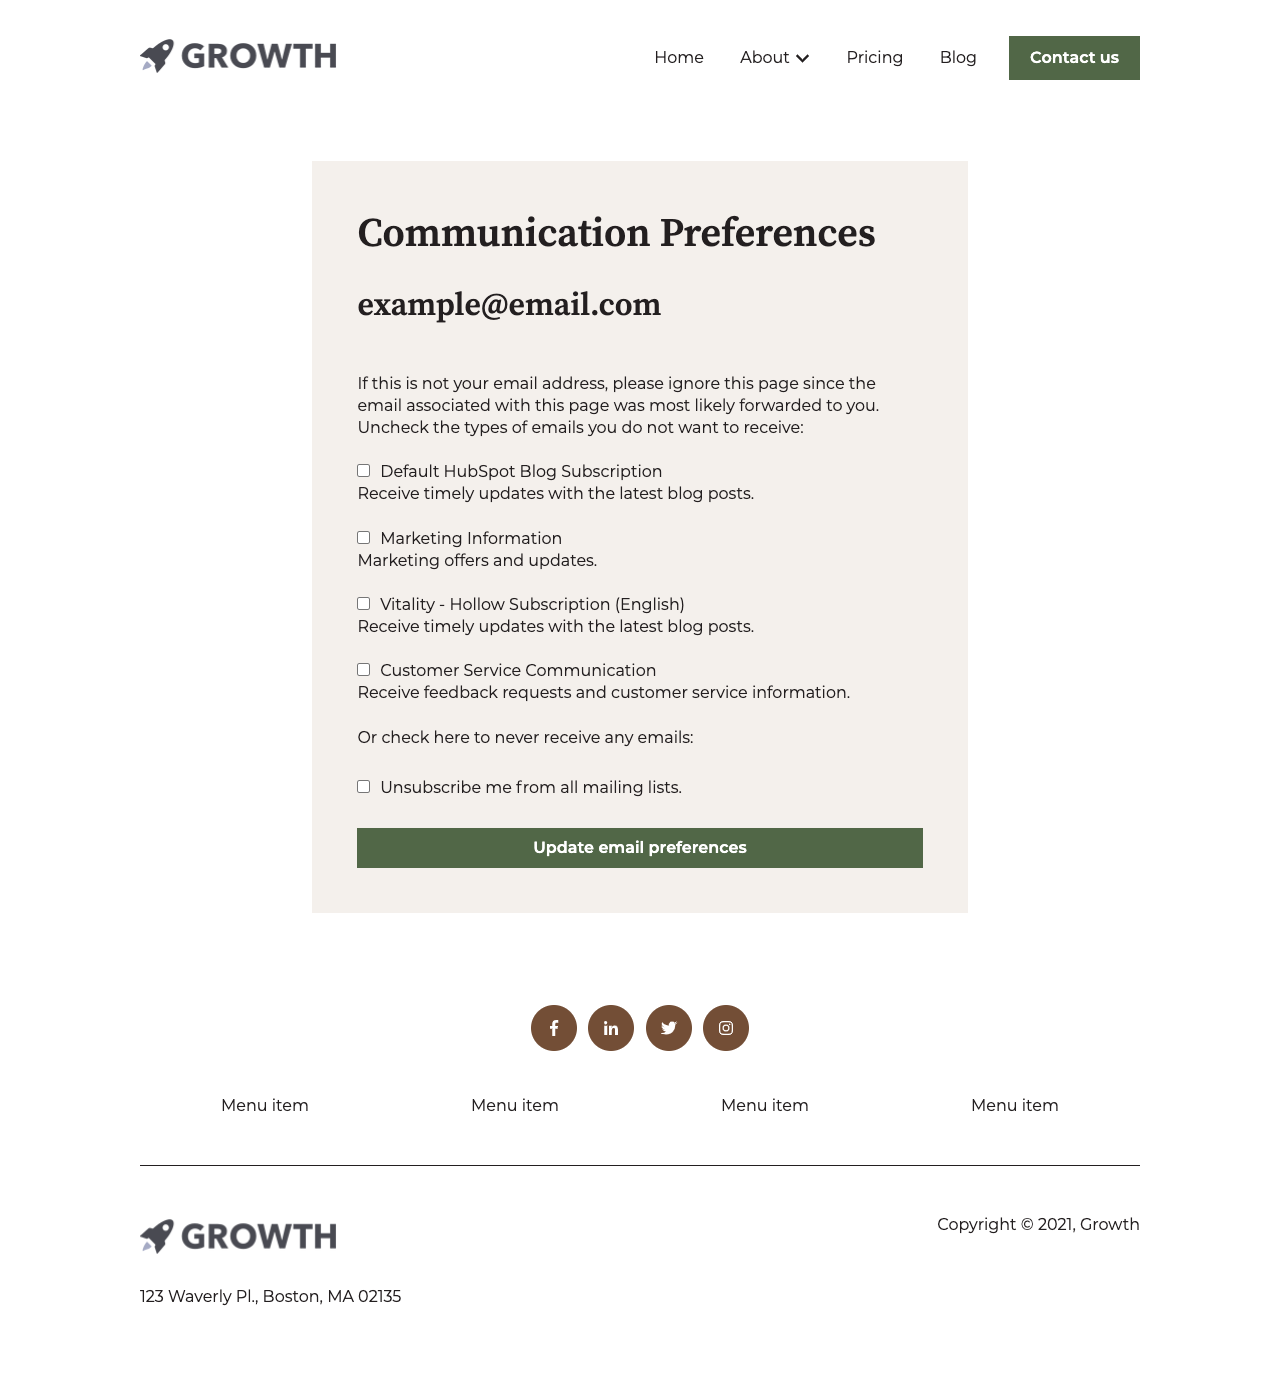 GROWTH
Home About Pricing Blog Contact us
Communication Preferences
example@email.com
If this is not your email address, please ignore this page since the
email associated with this page was most likely forwarded to you.
Uncheck the types of emails you do not want to receive:
Default HubSpot Blog Subscription
Receive timely updates with the latest blog posts.
Marketing Information
Marketing offers and updates.
Vitality - Hollow Subscription (English)
Receive timely updates with the latest blog posts.
Customer Service Communication
Receive feedback requests and customer service information.
Or check here to never receive any emails:
Unsubscribe me from all mailing lists.
Update email preferences
Menu item Menu item Menu item Menu item
GROWTH
Copyright © 2021, Growth
123 Waverly Pl., Boston, MA 02135